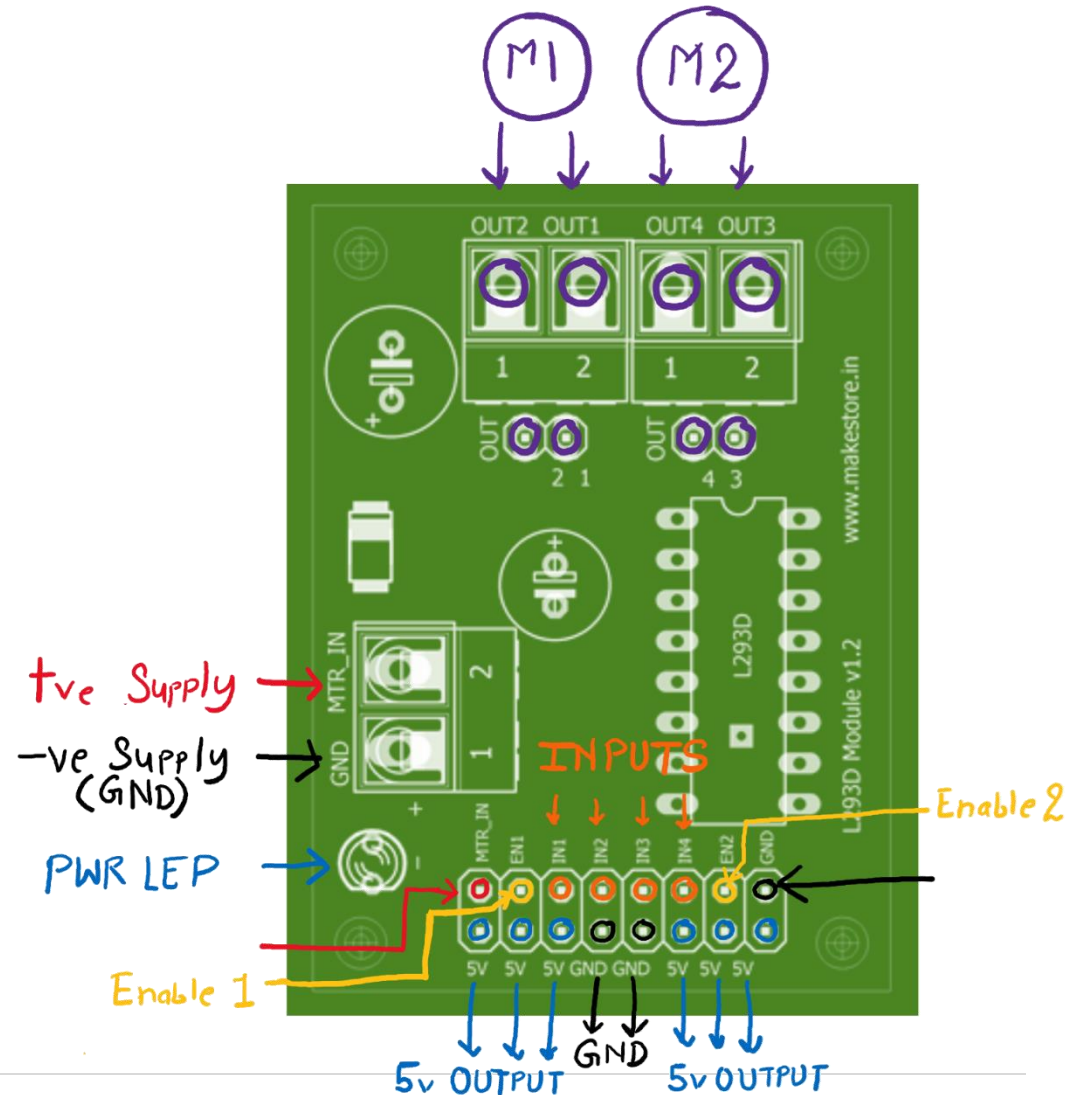 M1 M2
OUT2 OUT1 OUT4 OUT3
1 2 1 2
OUT OUT
2 1 4 3
www.makestore.in
+
+
L293D
L293D Module v1.2
+ve Supply
MTR_IN 2
-ve Supply
(GND)
GND 1
INPUTS
+
-
MTR_IN EN1 IN1 IN2 IN3 IN4 EN2 GND
Enable 2
PWR LEP
5V 5V 5V GND GND 5V 5V 5V
Enable 1
GND
5v OUTPUT 5v OUTPUT